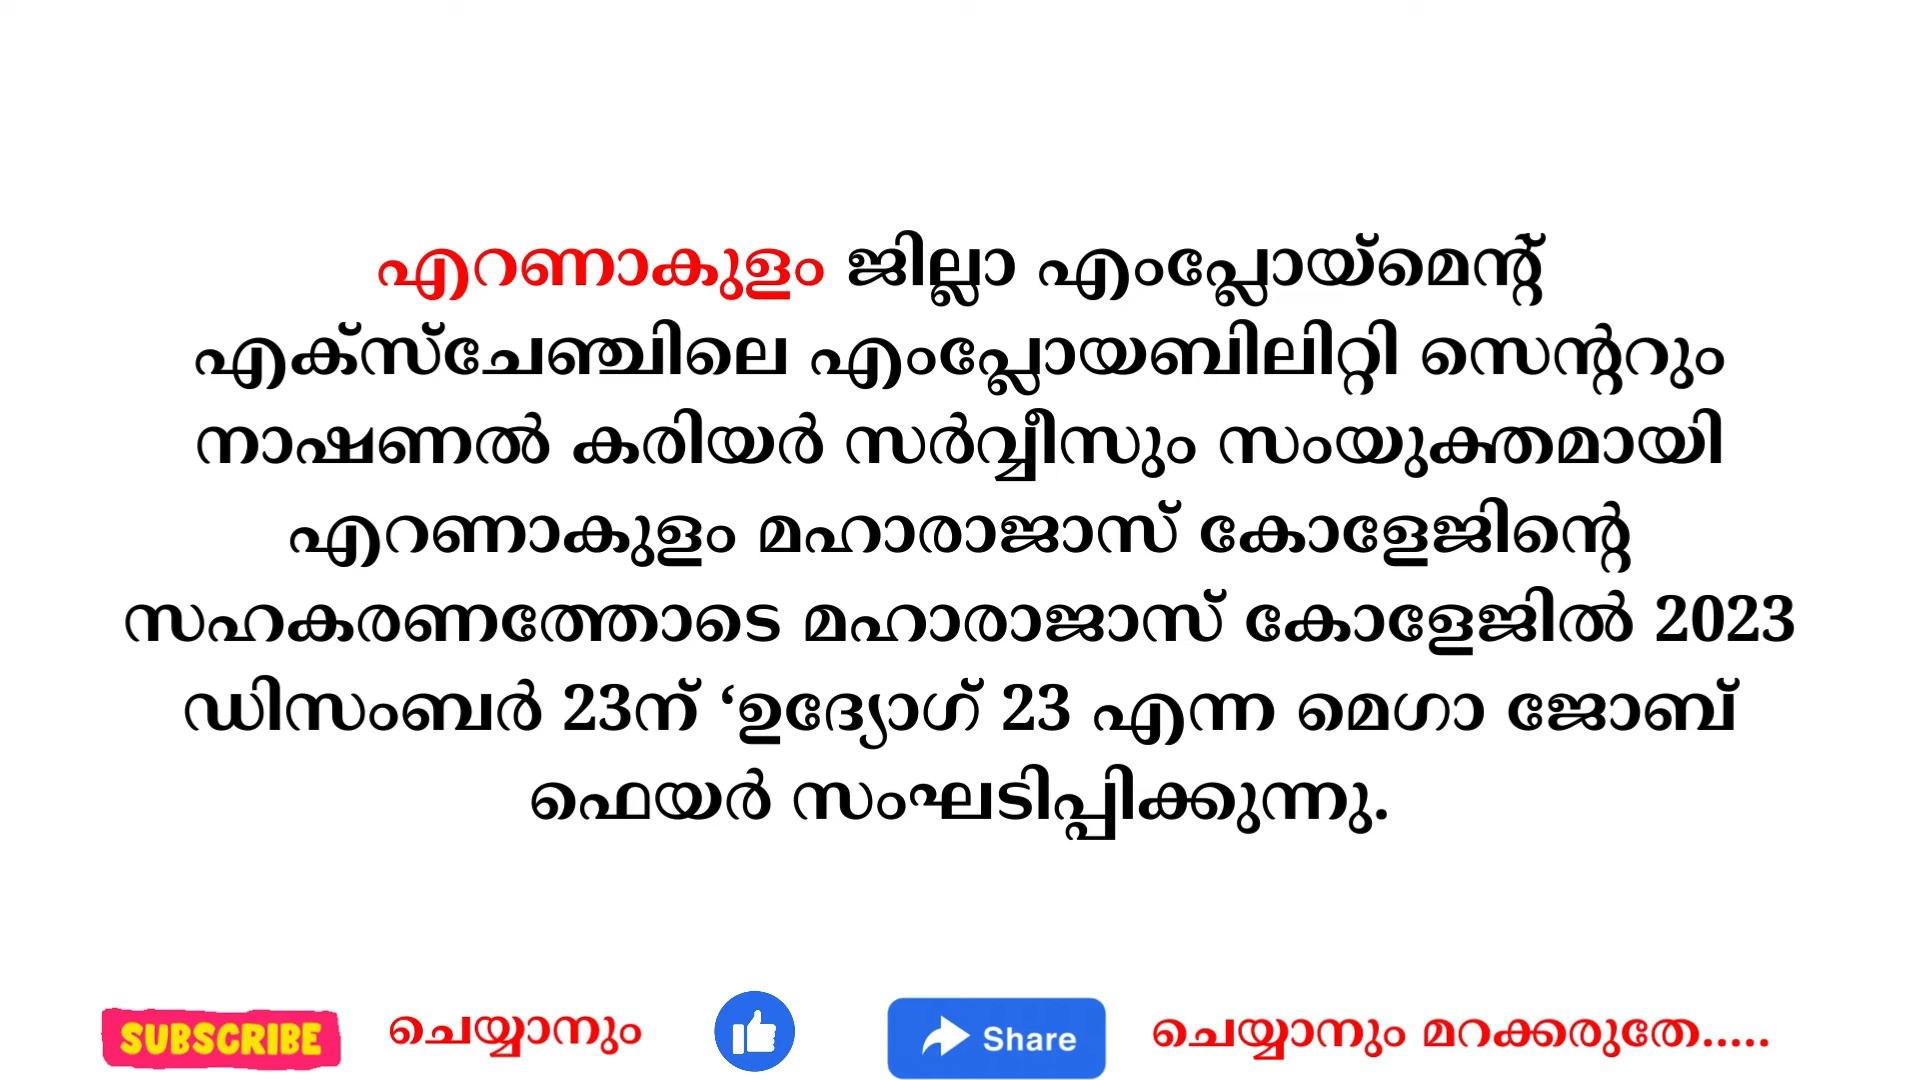 എറണാകുളം ജില്ലാ എംപ്ലോയ്മെന്റ്
എക്സ്ചേഞ്ചിലെ എംപ്ലോയബിലിറ്റി സെന്ററും
നാഷണൽ കരിയർ സർവ്വീസും സംയുക്തമായി
എറണാകുളം മഹാരാജാസ് കോളേജിന്റെ
സഹകരണത്തോടെ മഹാരാജാസ് കോളേജിൽ 2023
ഡിസംബർ 23ന് ‘ഉദ്യോഗ് 23 എന്ന മെഗാ ജോബ്
ഫെയർ സംഘടിപ്പിക്കുന്നു.
SUBSCRIBE ചെയ്യാനും Share ചെയ്യാനും മറക്കരുതേ.....